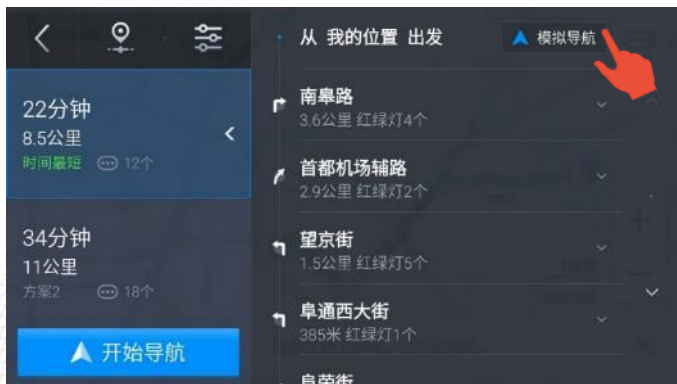 22分钟
8.5公里
时间最短 12个
34分钟
11公里
方案2 18个
开始导航
从 我的位置 出发
模拟导航
南皋路
3.6公里 红绿灯4个
首都机场辅路
2.9公里 红绿灯2个
望京街
1.5公里 红绿灯5个
阜通西大街
385米 红绿灯1个
阜荣街